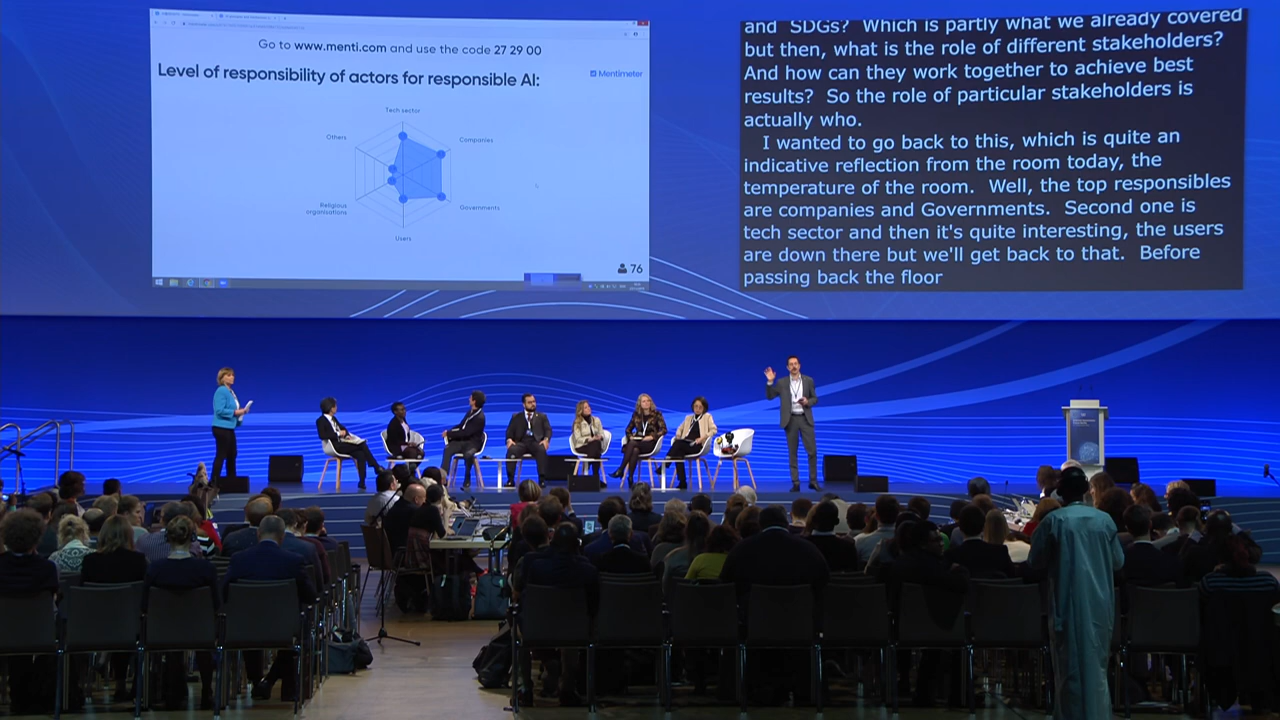 Go to www.menti.com and use the code 27 29 00
Level of responsibility of actors for responsible AI:
Mentimeter
Tech sector
Others
Companies
Religious
organisations
Governments
Users
76
and SDGs? Which is partly what we already covered
but then, what is the role of different stakeholders?
And how can they work together to achieve best
results? So the role of particular stakeholders is
actually who.
I wanted to go back to this, which is quite an
indicative reflection from the room today, the
temperature of the room. Well, the top responsibles
are companies and Governments. Second one is
tech sector and then it's quite interesting, the users
are down there but we'll get back to that. Before
passing back the floor